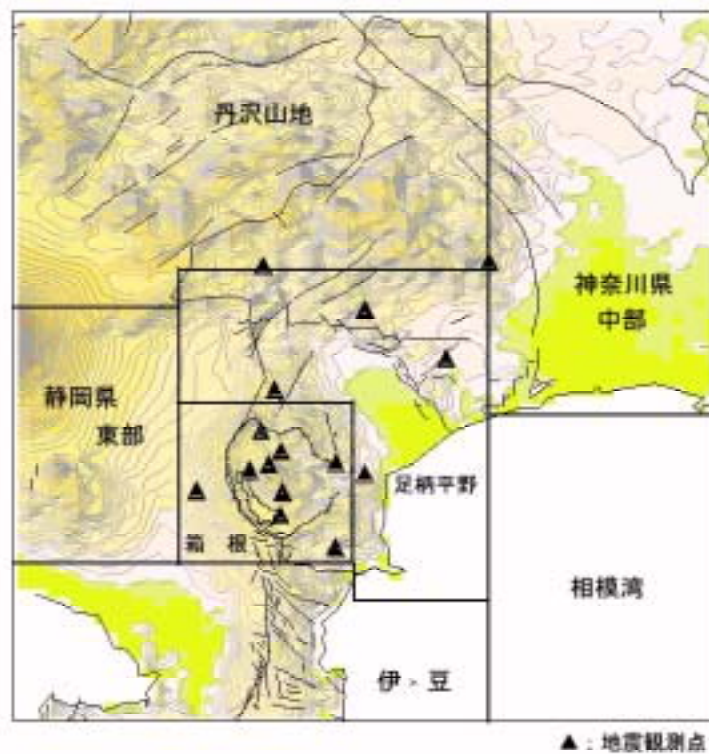 丹沢山地
神奈川県
中部
静岡県
東部
足柄平野
箱 根
相模湾
伊 豆
▲ : 地震観測点